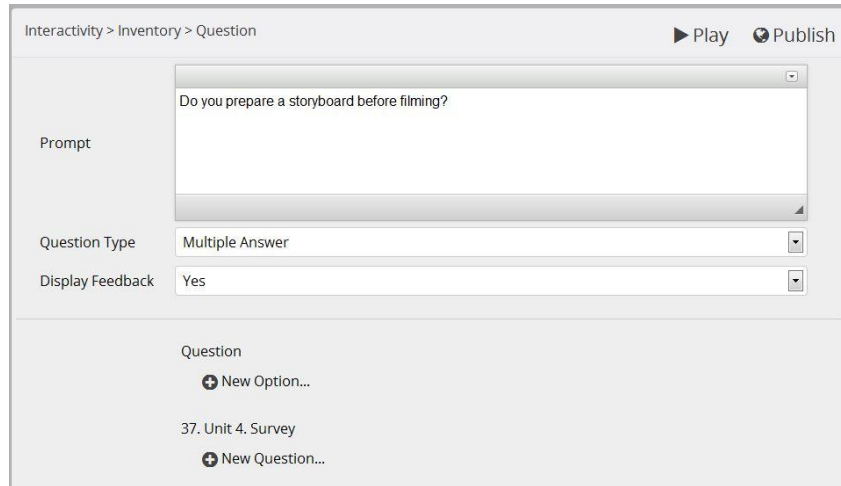 Interactivity > Inventory > Question
Play
Publish
Prompt
Do you prepare a storyboard before filming?
Question Type
Multiple Answer
Display Feedback
Yes
Question
New Option...
37. Unit 4. Survey
New Question...